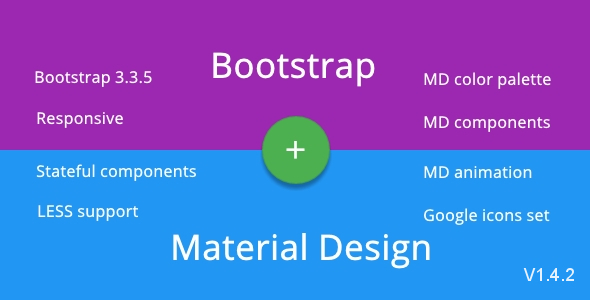 Bootstrap
Bootstrap 3.3.5
MD color palette
Responsive
MD components
+
Stateful components
MD animation
LESS support
Google icons set
Material Design
V1.4.2